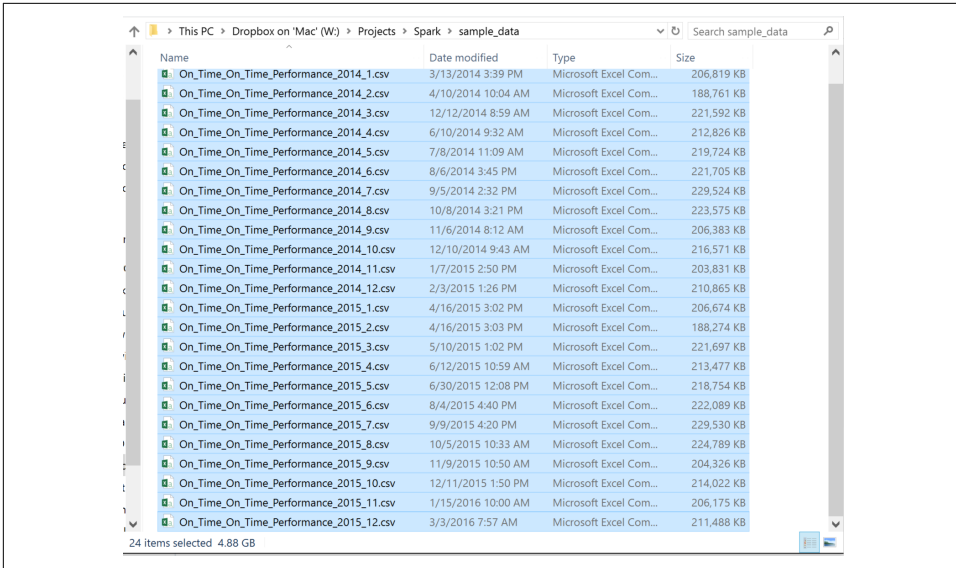 This PC > Dropbox on 'Mac' (W:) > Projects > Spark > sample_data Search sample_data
Name Date modified Type Size
On_Time_On_Time_Performance_2014_1.csv 3/13/2014 3:39 PM Microsoft Excel Com... 206,819 KB
On_Time_On_Time_Performance_2014_2.csv 4/10/2014 10:04 AM Microsoft Excel Com... 188,761 KB
On_Time_On_Time_Performance_2014_3.csv 12/12/2014 8:59 AM Microsoft Excel Com... 221,592 KB
On_Time_On_Time_Performance_2014_4.csv 6/10/2014 9:32 AM Microsoft Excel Com... 212,826 KB
On_Time_On_Time_Performance_2014_5.csv 7/8/2014 11:09 AM Microsoft Excel Com... 219,724 KB
On_Time_On_Time_Performance_2014_6.csv 8/6/2014 3:45 PM Microsoft Excel Com... 221,705 KB
On_Time_On_Time_Performance_2014_7.csv 9/5/2014 2:32 PM Microsoft Excel Com... 229,524 KB
On_Time_On_Time_Performance_2014_8.csv 10/8/2014 3:21 PM Microsoft Excel Com... 223,575 KB
On_Time_On_Time_Performance_2014_9.csv 11/6/2014 8:12 AM Microsoft Excel Com... 206,383 KB
On_Time_On_Time_Performance_2014_10.csv 12/10/2014 9:43 AM Microsoft Excel Com... 216,571 KB
On_Time_On_Time_Performance_2014_11.csv 1/7/2015 2:50 PM Microsoft Excel Com... 203,831 KB
On_Time_On_Time_Performance_2014_12.csv 2/3/2015 1:26 PM Microsoft Excel Com... 210,865 KB
On_Time_On_Time_Performance_2015_1.csv 4/16/2015 3:02 PM Microsoft Excel Com... 206,674 KB
On_Time_On_Time_Performance_2015_2.csv 4/16/2015 3:03 PM Microsoft Excel Com... 188,274 KB
On_Time_On_Time_Performance_2015_3.csv 5/10/2015 1:02 PM Microsoft Excel Com... 221,697 KB
On_Time_On_Time_Performance_2015_4.csv 6/12/2015 10:59 AM Microsoft Excel Com... 213,477 KB
On_Time_On_Time_Performance_2015_5.csv 6/30/2015 12:08 PM Microsoft Excel Com... 218,754 KB
On_Time_On_Time_Performance_2015_6.csv 8/4/2015 4:40 PM Microsoft Excel Com... 222,089 KB
On_Time_On_Time_Performance_2015_7.csv 9/9/2015 4:20 PM Microsoft Excel Com... 229,530 KB
On_Time_On_Time_Performance_2015_8.csv 10/5/2015 10:33 AM Microsoft Excel Com... 224,789 KB
On_Time_On_Time_Performance_2015_9.csv 11/9/2015 10:50 AM Microsoft Excel Com... 204,326 KB
On_Time_On_Time_Performance_2015_10.csv 12/11/2015 1:50 PM Microsoft Excel Com... 214,022 KB
On_Time_On_Time_Performance_2015_11.csv 1/15/2016 10:00 AM Microsoft Excel Com... 206,175 KB
On_Time_On_Time_Performance_2015_12.csv 3/3/2016 7:57 AM Microsoft Excel Com... 211,488 KB
24 items selected 4.88 GB